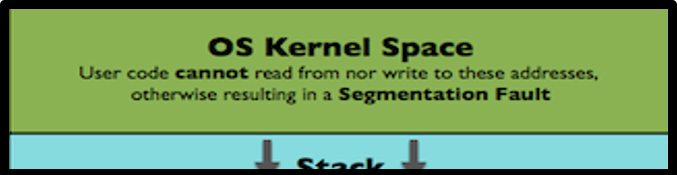 OS Kernel Space
User code cannot read from nor write to these addresses,
otherwise resulting in a Segmentation Fault
Stack